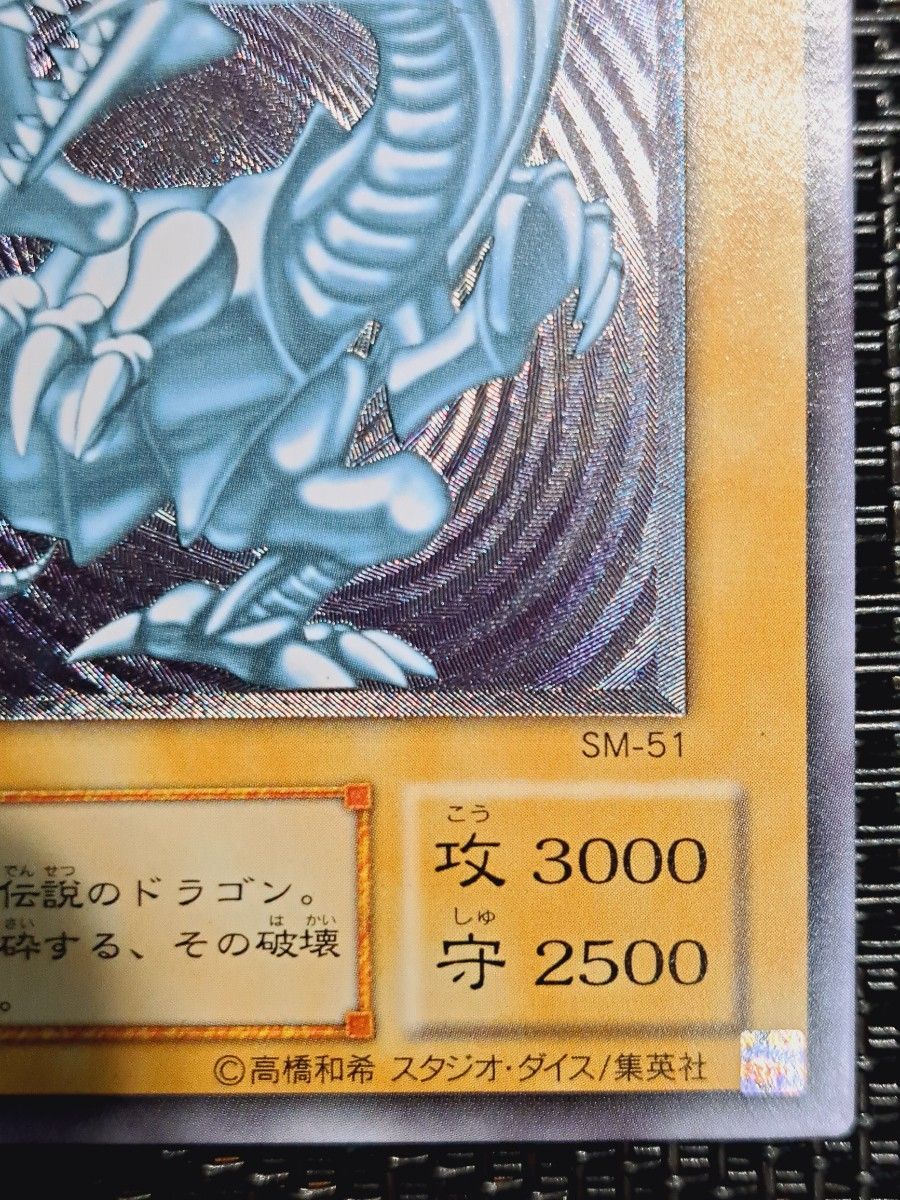 SM-51
伝説のドラゴン。
砕する、その破壊
。
こう
攻 3000
しゅ
守 2500
でん せつ
さい は かい
©高橋和希 スタジオ・ダイス/集英社